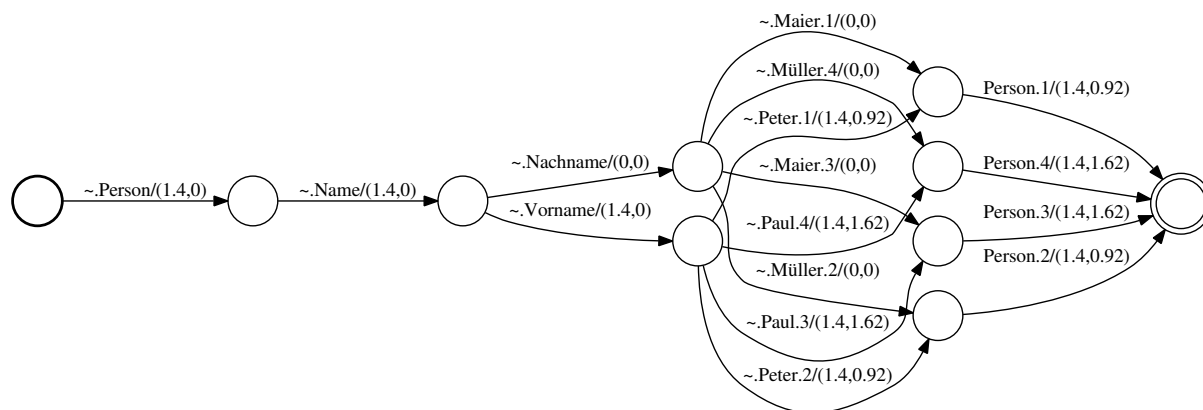 ~.Person/(1.4,0)
~.Name/(1.4,0)
~.Nachname/(0,0)
~.Vorname/(1.4,0)
~.Maier.1/(0,0)
~.Müller.4/(0,0)
~.Peter.1/(1.4,0.92)
~.Maier.3/(0,0)
~.Paul.4/(1.4,1.62)
~.Müller.2/(0,0)
~.Paul.3/(1.4,1.62)
~.Peter.2/(1.4,0.92)
Person.1/(1.4,0.92)
Person.4/(1.4,1.62)
Person.3/(1.4,1.62)
Person.2/(1.4,0.92)